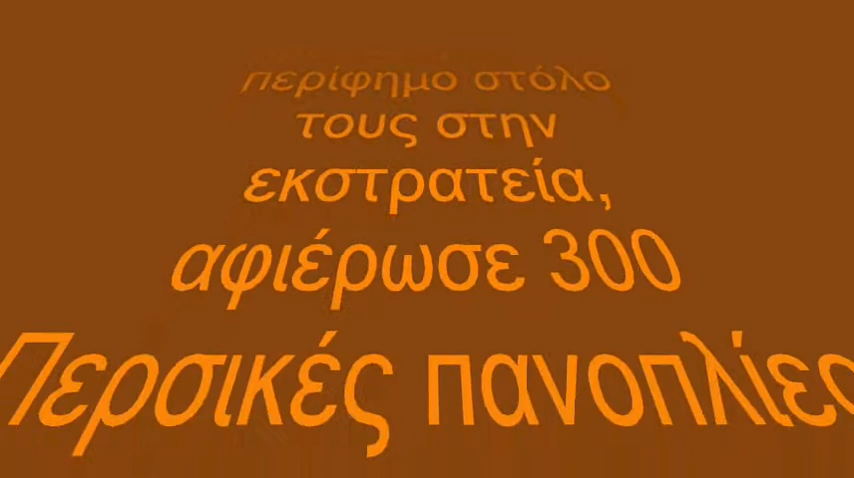 περίφημο στόλο
τους στην
εκστρατεία,
αφιέρωσε 300
Περσικές πανοπλίες